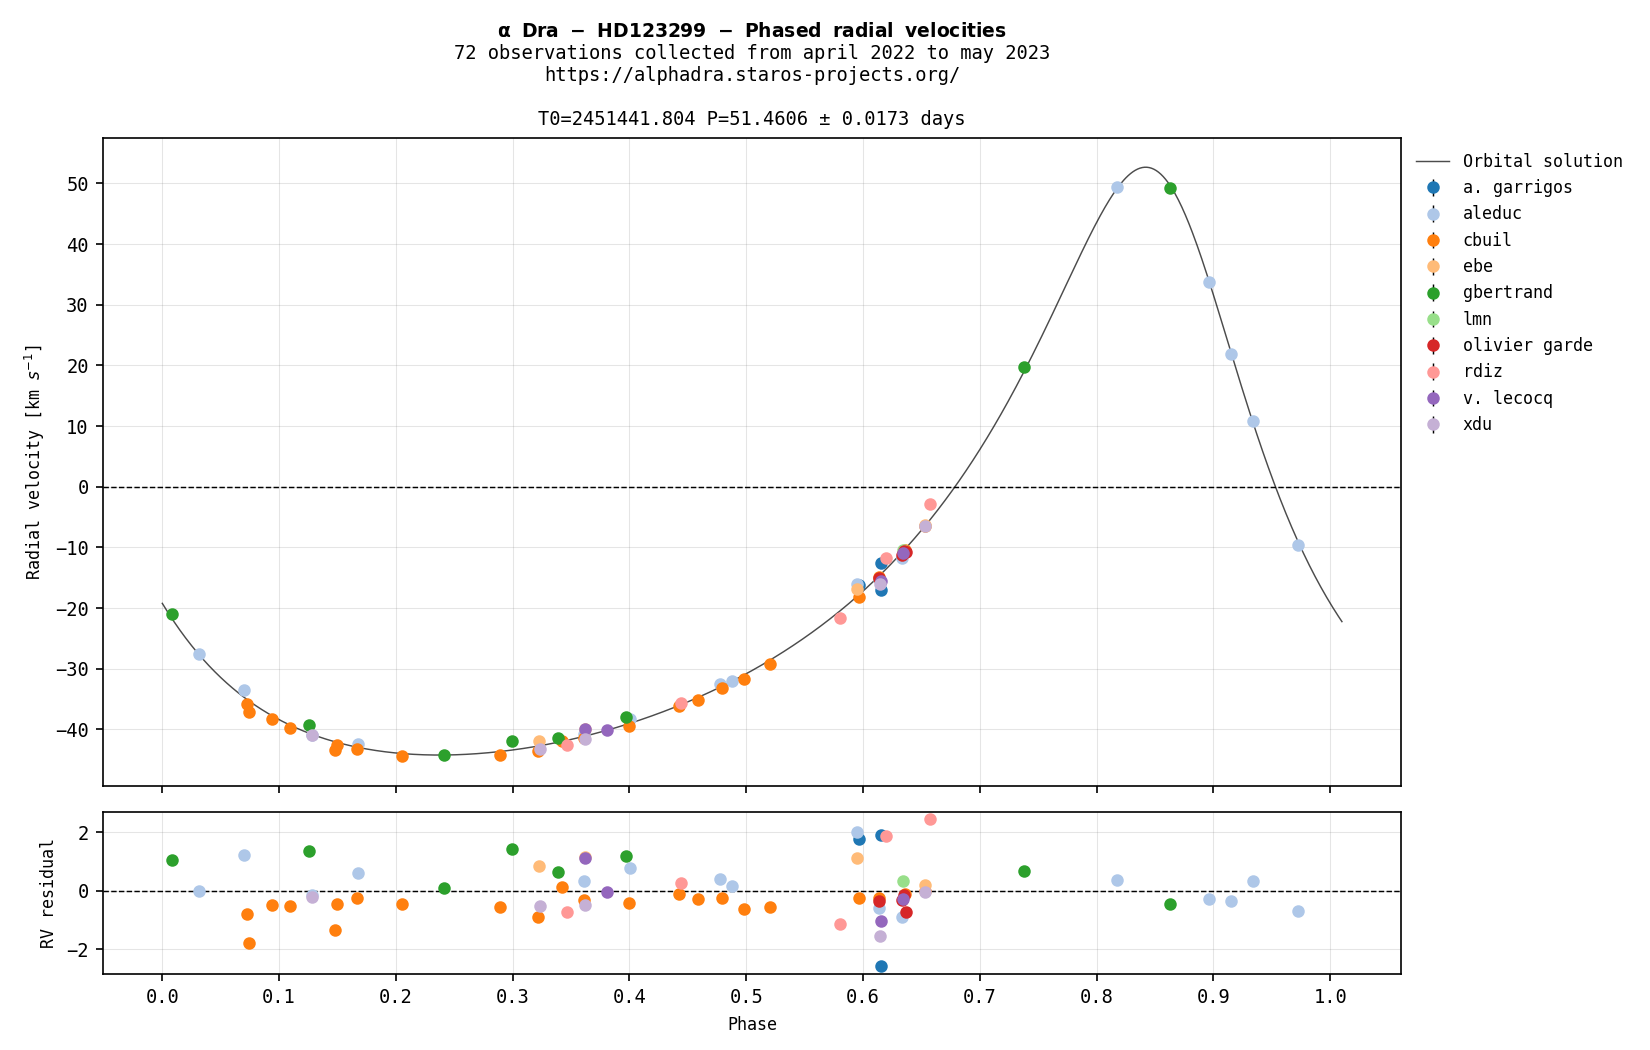 α Dra − HD123299 − Phased radial velocities
72 observations collected from april 2022 to may 2023
https://alphadra.staros-projects.org/
T0=2451441.804 P=51.4606 ± 0.0173 days
Radial velocity [km s⁻¹]
50
40
30
20
10
0
−10
−20
−30
−40
Orbital solution
a. garrigos
aleduc
cbuil
ebe
gbertrand
lmn
olivier garde
rdiz
v. lecocq
xdu
RV residual
2
0
−2
0.0 0.1 0.2 0.3 0.4 0.5 0.6 0.7 0.8 0.9 1.0
Phase